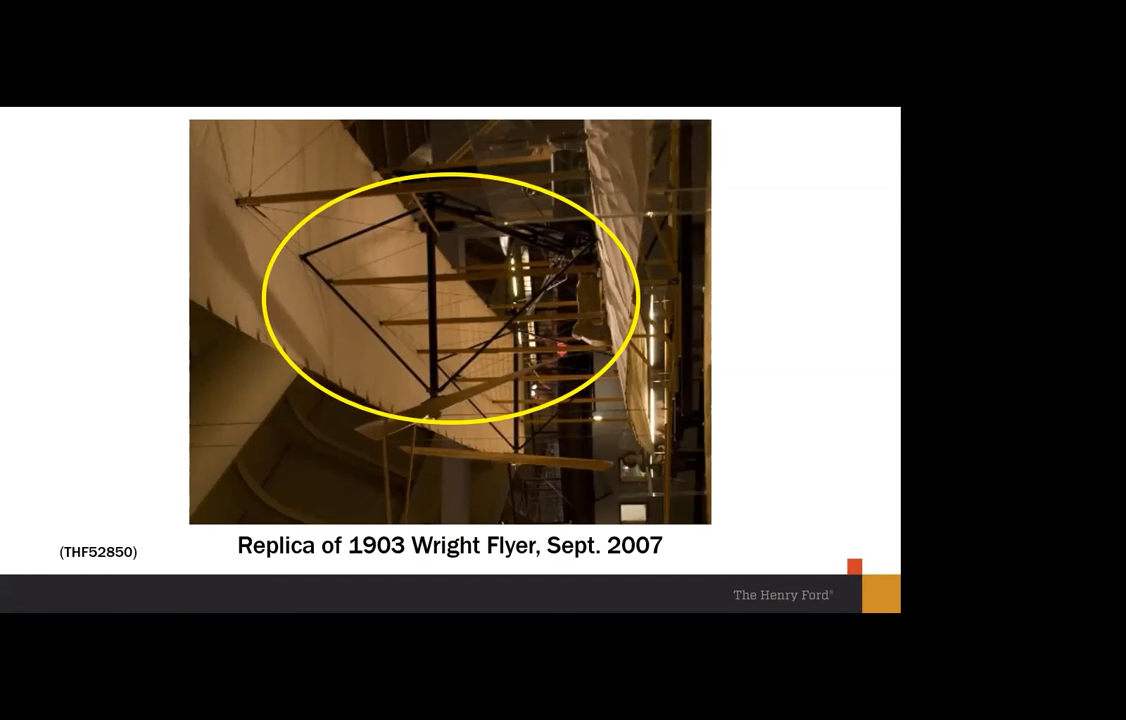 (THF52850)
Replica of 1903 Wright Flyer, Sept. 2007
The Henry Ford®